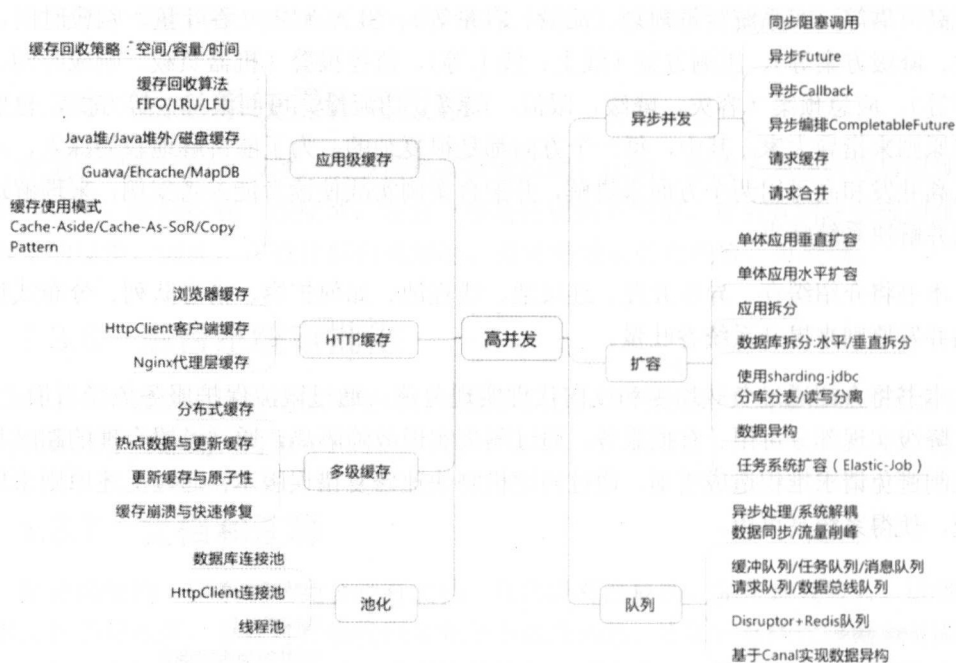 缓存回收策略：空间/容量/时间
缓存回收算法
FIFO/LRU/LFU
Java堆/Java堆外/磁盘缓存
Guava/Ehcache/MapDB
缓存使用模式
Cache-Aside/Cache-As-SoR/Copy
Pattern
应用级缓存
浏览器缓存
HttpClient客户端缓存
Nginx代理层缓存
HTTP缓存
分布式缓存
热点数据与更新缓存
更新缓存与原子性
缓存崩溃与快速修复
多级缓存
数据库连接池
HttpClient连接池
线程池
池化
高并发
异步并发
同步阻塞调用
异步Future
异步Callback
异步编排CompletableFuture
请求缓存
请求合并
扩容
单体应用垂直扩容
单体应用水平扩容
应用拆分
数据库拆分:水平/垂直拆分
使用sharding-jdbc
分库分表/读写分离
数据异构
任务系统扩容（Elastic-Job）
队列
异步处理/系统解耦
数据同步/流量削峰
缓冲队列/任务队列/消息队列
请求队列/数据总线队列
Disruptor+Redis队列
基于Canal实现数据异构